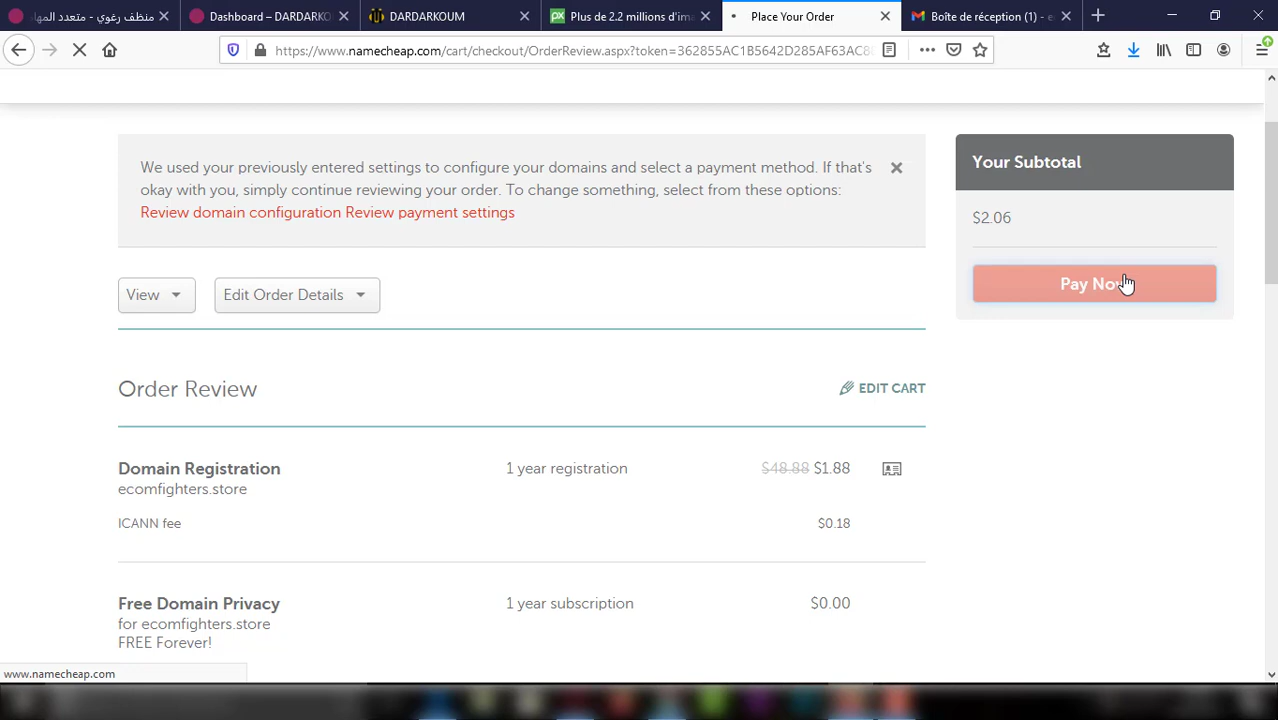 منظف رغوي - متعدد المها
Dashboard – DARDARKO
DARDARKOUM
Plus de 2.2 millions d'im
Place Your Order
Boîte de réception (1) - e
https://www.namecheap.com/cart/checkout/OrderReview.aspx?token=362855AC1B5642D285AF63AC8
We used your previously entered settings to configure your domains and select a payment method. If that's
okay with you, simply continue reviewing your order. To change something, select from these options:
Review domain configuration Review payment settings
Your Subtotal
$2.06
Pay Now
View
Edit Order Details
Order Review
EDIT CART
Domain Registration
1 year registration
$48.88 $1.88
ecomfighters.store
ICANN fee
$0.18
Free Domain Privacy
1 year subscription
$0.00
for ecomfighters.store
FREE Forever!
www.namecheap.com